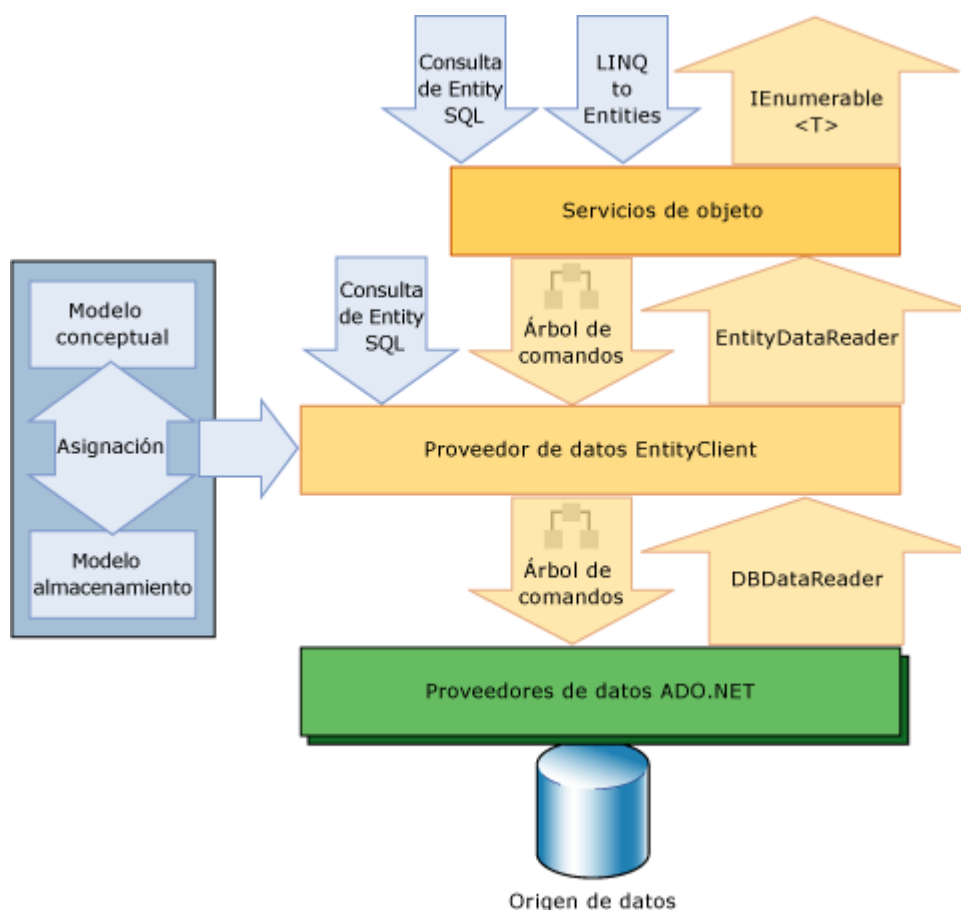 Consulta
de Entity
SQL
LINQ
to
Entities
IEnumerable
<T>
Servicios de objeto
Consulta
de Entity
SQL
Árbol de
comandos
EntityDataReader
Modelo
conceptual
Asignación
Modelo
almacenamiento
Proveedor de datos EntityClient
Árbol de
comandos
DBDataReader
Proveedores de datos ADO.NET
Origen de datos